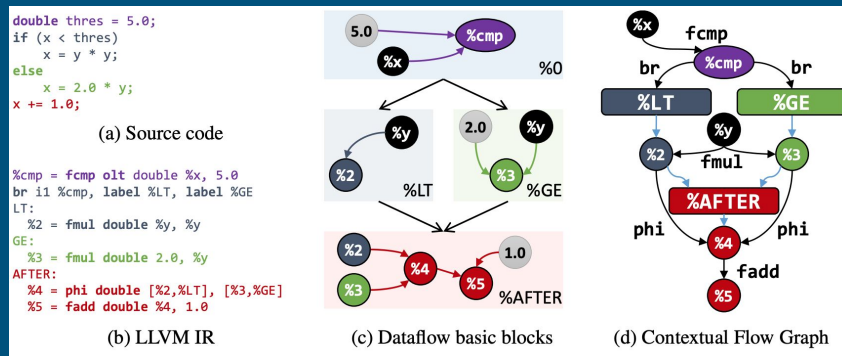 double thres = 5.0;
if (x < thres)
    x = y * y;
else
    x = 2.0 * y;
x += 1.0;
(a) Source code
%cmp = fcmp olt double %x, 5.0
br i1 %cmp, label %LT, label %GE
LT:
  %2 = fmul double %y, %y
GE:
  %3 = fmul double 2.0, %y
AFTER:
  %4 = phi double [%2,%LT], [%3,%GE]
  %5 = fadd double %4, 1.0
(b) LLVM IR
5.0
%cmp
%x
%0
%y
%2
%LT
2.0
%y
%3
%GE
%2
1.0
%4
%3
%5
%AFTER
(c) Dataflow basic blocks
%x
fcmp
%cmp
br
br
%LT
%GE
%y
%2
%3
fmul
%AFTER
phi
phi
%4
fadd
%5
(d) Contextual Flow Graph